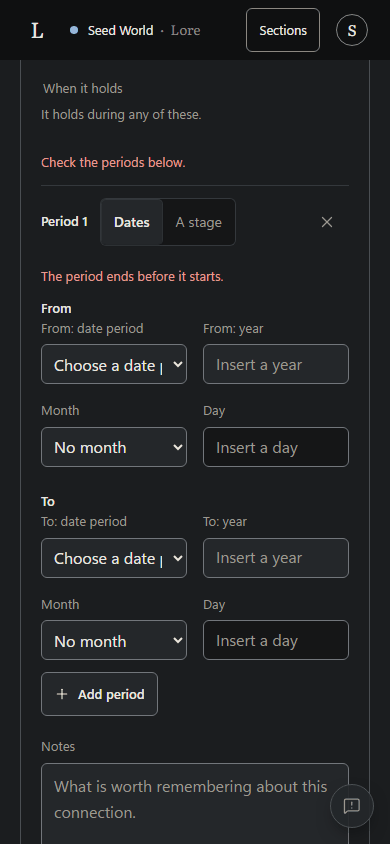 L Seed World · Lore Sections S
When it holds
It holds during any of these.
Check the periods below.
Period 1 Dates A stage
The period ends before it starts.
From
From: date period From: year
Choose a date Insert a year
Month Day
No month Insert a day
To
To: date period To: year
Choose a date Insert a year
Month Day
No month Insert a day
Add period
Notes
What is worth remembering about this
connection.